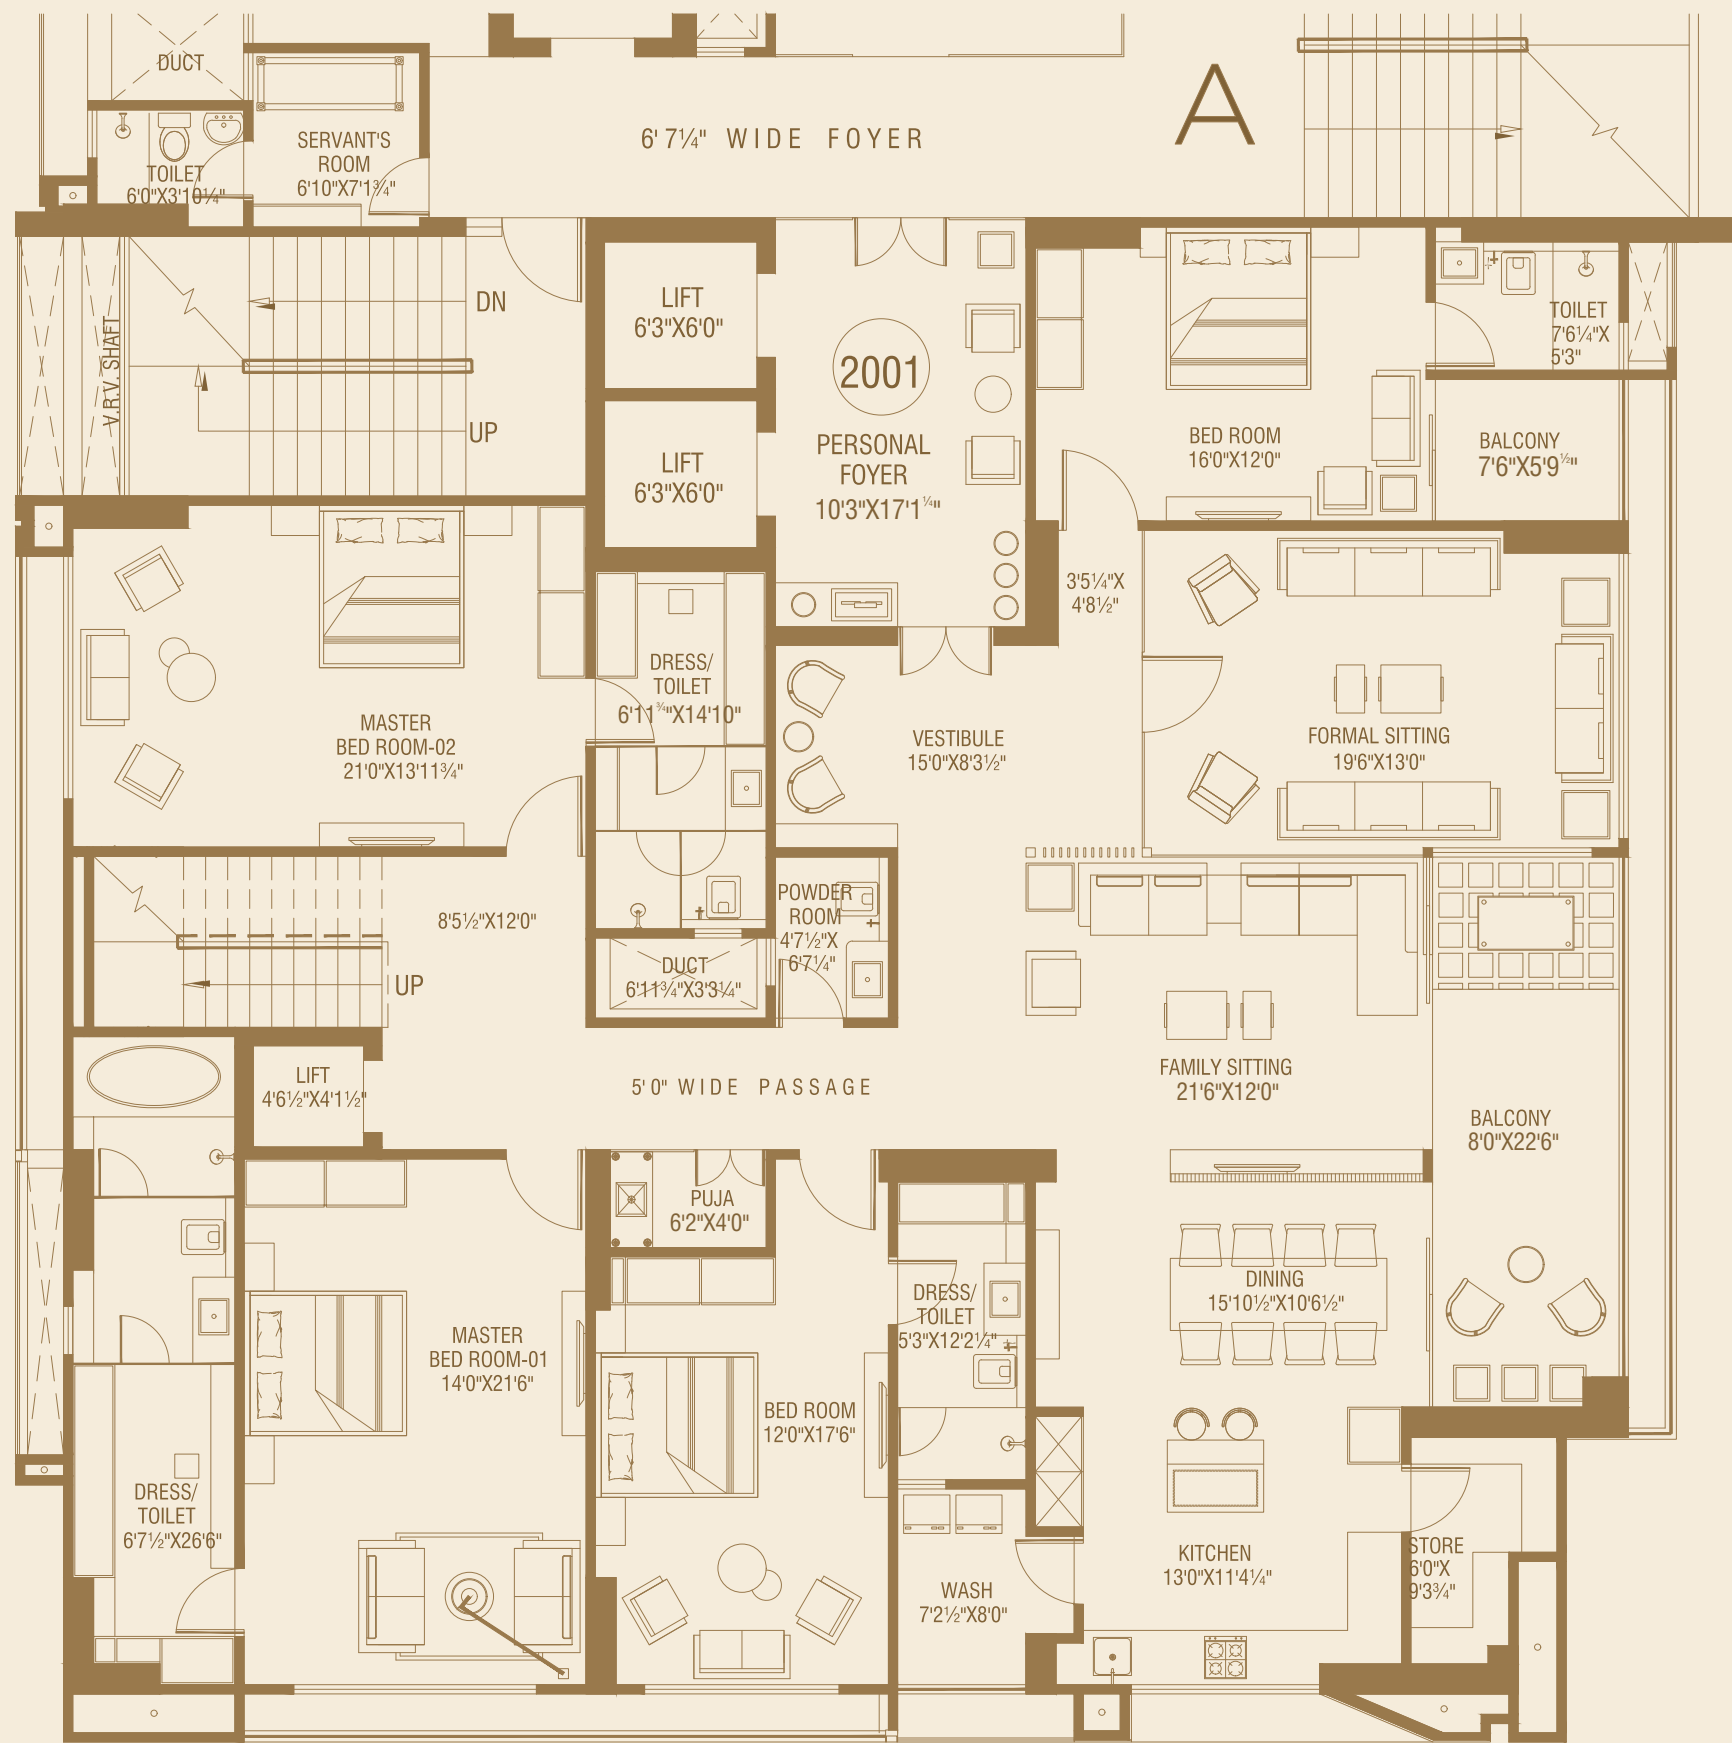 DUCT
A
SERVANT'S
ROOM
6'10"X7'1¾"
6' 7¼" WIDE FOYER
TOILET
6'0"X3'10¼"
DN
LIFT
6'3"X6'0"
TOILET
7'6¼"X
5'3"
V.R.V. SHAFT
2001
UP
PERSONAL
FOYER
10'3"X17'1¼"
BED ROOM
16'0"X12'0"
BALCONY
7'6"X5'9½"
LIFT
6'3"X6'0"
3'5¼"X
4'8½"
DRESS/
TOILET
6'11¾"X14'10"
MASTER
BED ROOM-02
21'0"X13'11¾"
VESTIBULE
15'0X8'3½"
FORMAL SITTING
19'6"X13'0"
8'5½"X12'0"
POWDER
ROOM
4'7½"X
6'7¼"
DUCT
6'11¾"X3'3¼"
UP
LIFT
4'6½"X4'1½"
5'0" WIDE PASSAGE
FAMILY SITTING
21'6"X12'0"
BALCONY
8'0"X22'6"
PUJA
6'2"X4'0"
DINING
15'10½"X10'6½"
DRESS/
TOILET
5'3"X12'2¼"
MASTER
BED ROOM-01
14'0"X21'6"
BED ROOM
12'0"X17'6"
DRESS/
TOILET
6'7½"X26'6"
KITCHEN
13'0"X11'4¼"
STORE
6'0"X
9'3¾"
WASH
7'2½"X8'0"